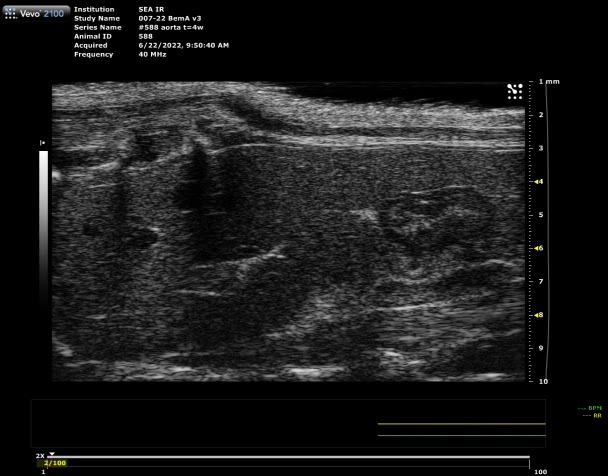 Vevo 2100
Institution SEA IR
Study Name 007-22 BemA v3
Series Name #588 aorta t=4w
Animal ID 588
Acquired 6/22/2022, 9:50:40 AM
Frequency 40 MHz
1 mm
2
3
4
5
6
7
8
9
10
--- BPM
--- RR
2X
2/100
1 100